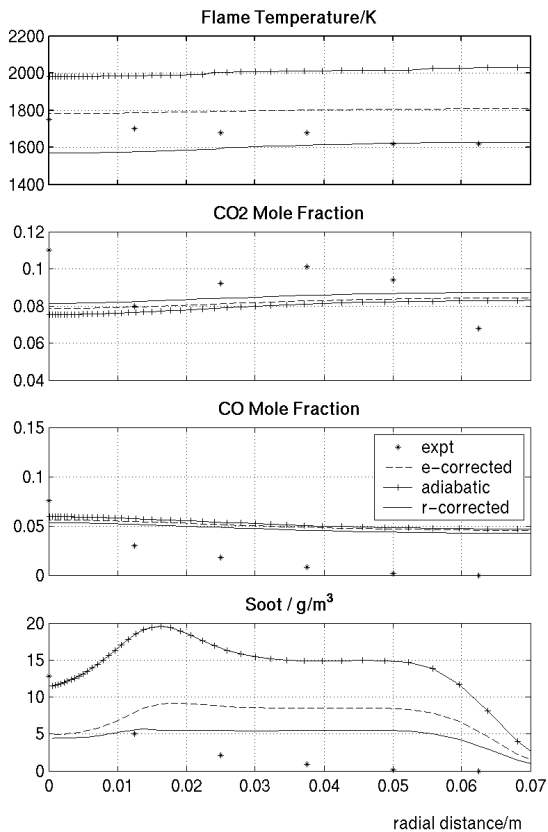 Flame Temperature/K
2200
2000
1800
1600
1400
CO2 Mole Fraction
0.12
0.1
0.08
0.06
0.04
CO Mole Fraction
0.15
0.1
0.05
0
expt
e-corrected
adiabatic
r-corrected
Soot / g/m³
20
15
10
5
0
0 0.01 0.02 0.03 0.04 0.05 0.06 0.07
radial distance/m